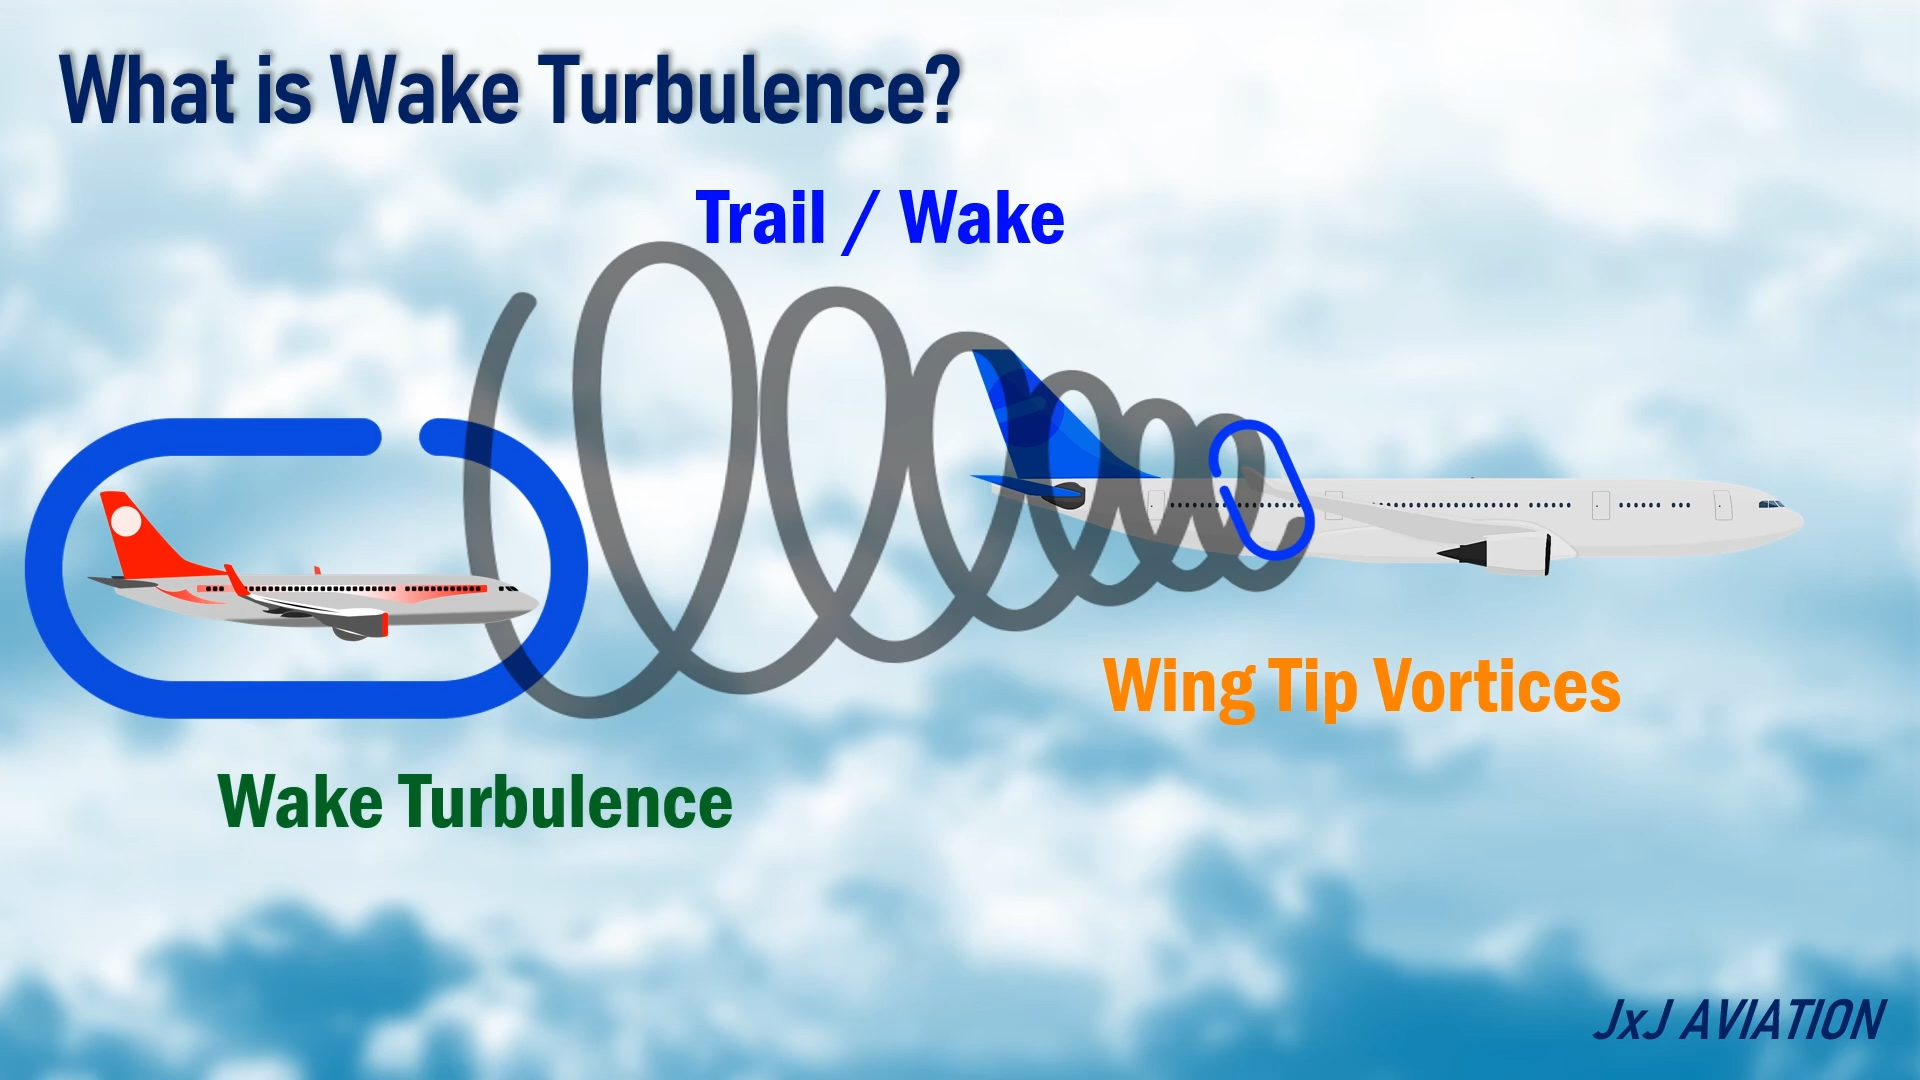 What is Wake Turbulence?
Trail / Wake
Wing Tip Vortices
Wake Turbulence
JxJ AVIATION